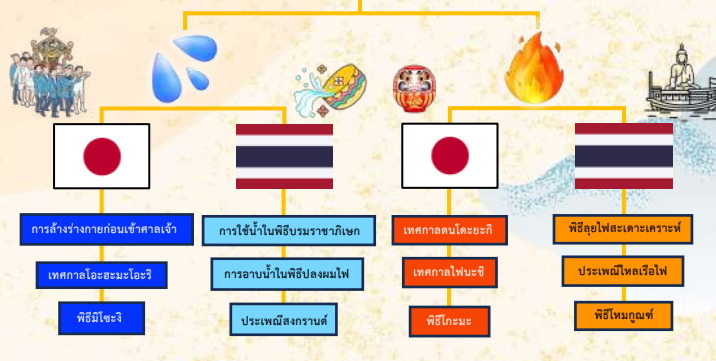 การล้างร่างกายก่อนเข้าศาลเจ้า
เทศกาลโอะฮะมะโอะริ
พิธีมิโซะงิ
การใช้น้ำในพิธีบรมราชาภิเษก
การอาบน้ำในพิธีปลงผมไฟ
ประเพณีสงกรานต์
เทศกาลดนโดะยะกิ
เทศกาลไฟนะชิ
พิธีโกะมะ
พิธีลุยไฟสะเดาะเคราะห์
ประเพณีไหลเรือไฟ
พิธีโหมกูณฑ์